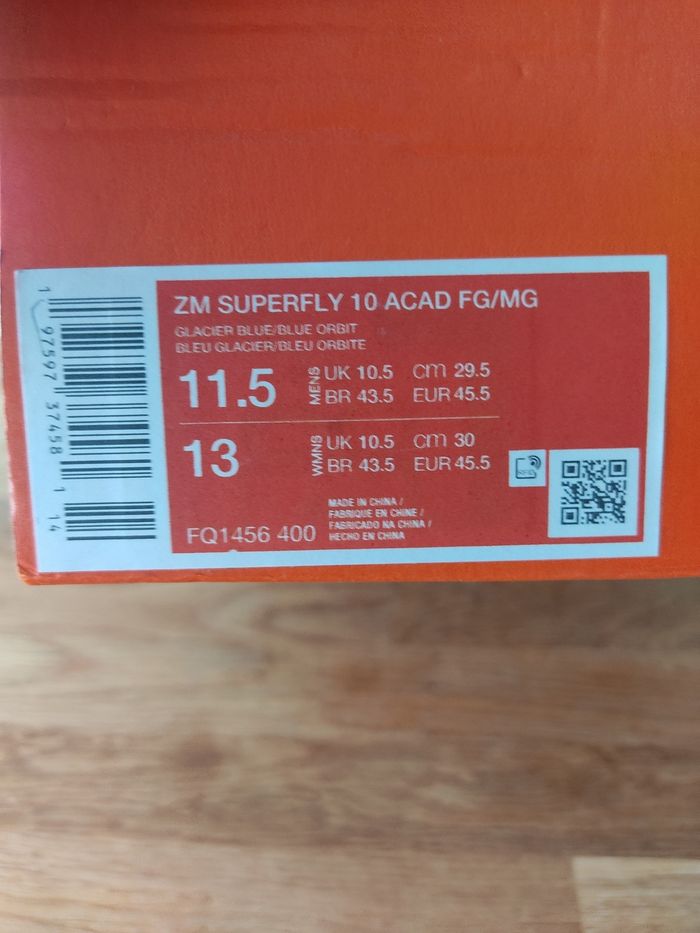 ZM SUPERFLY 10 ACAD FG/MG
GLACIER BLUE/BLUE ORBIT
BLEU GLACIER/BLEU ORBITE
11.5 MENS UK 10.5 cm 29.5
BR 43.5 EUR 45.5
13 WMNS UK 10.5 cm 30
BR 43.5 EUR 45.5
RFID
FQ1456 400
MADE IN CHINA /
FABRIQUE EN CHINE /
FABRICADO NA CHINA /
HECHO EN CHINA
1 97597 37458 1 14